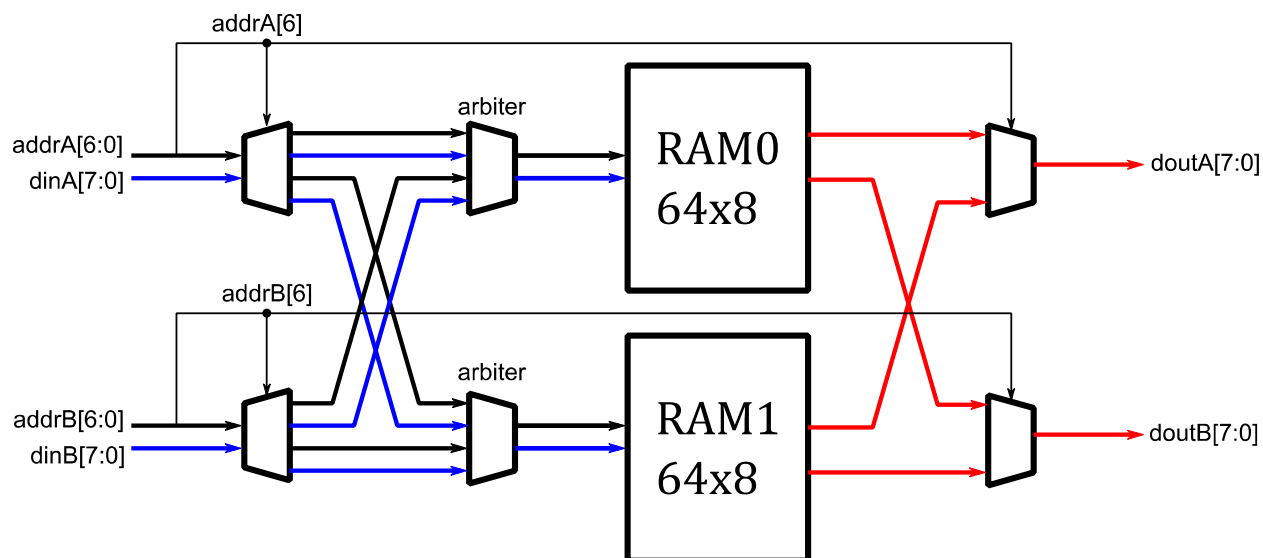 addrA[6]
arbiter
addrA[6:0]
dinA[7:0]
RAM0
64x8
doutA[7:0]
addrB[6]
arbiter
addrB[6:0]
dinB[7:0]
RAM1
64x8
doutB[7:0]